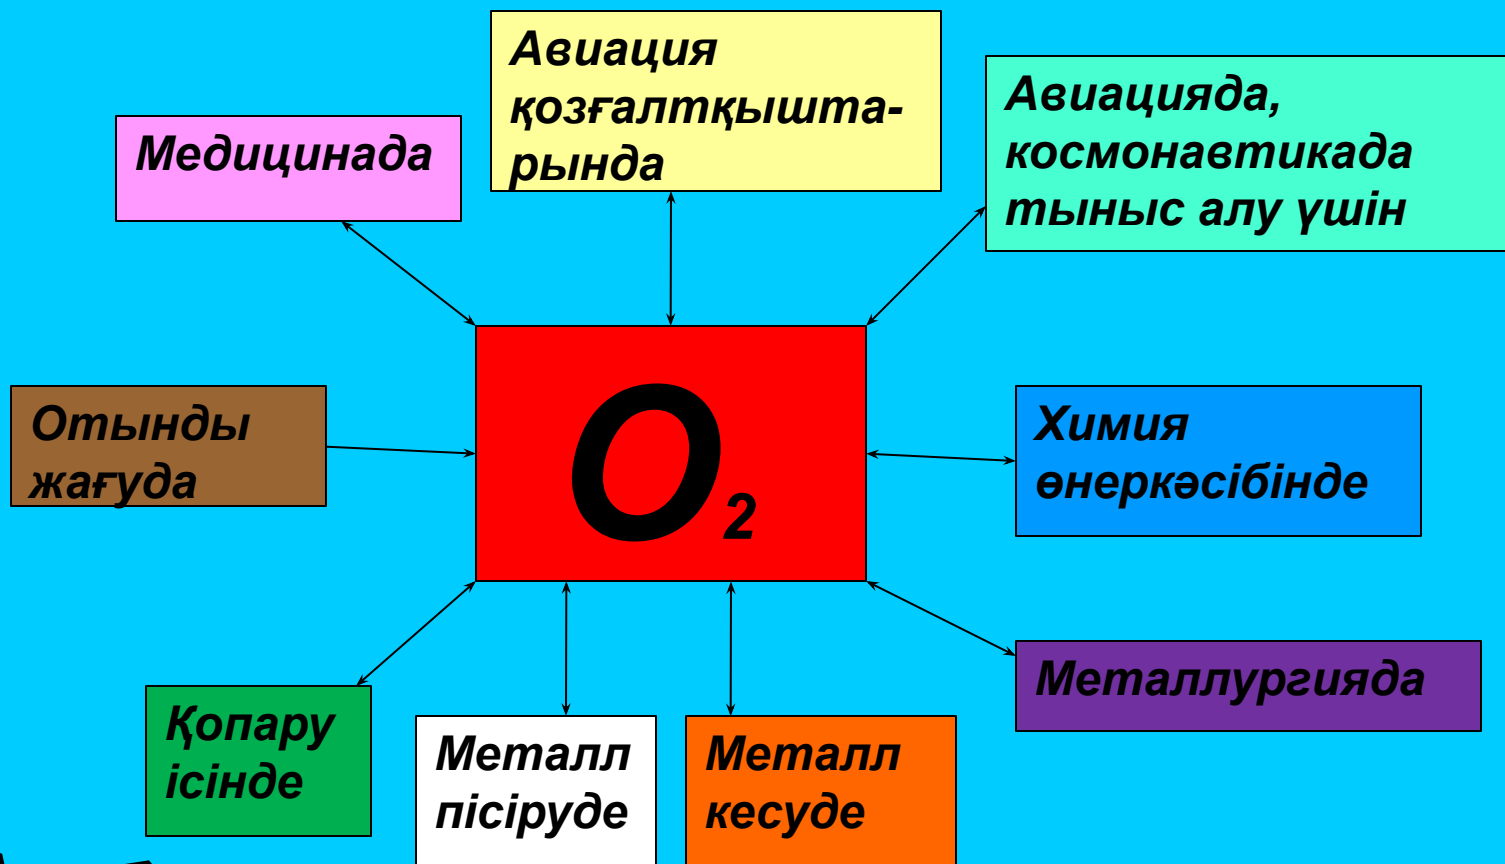 Авиация
қозғалтқышта-
рында
Авиацияда,
космонавтикада
тыныс алу үшін
Медицинада
Отынды
жағуда
О2
Химия
өнеркәсібінде
Металлургияда
Қопару
ісінде
Металл
пісіруде
Металл
кесуде